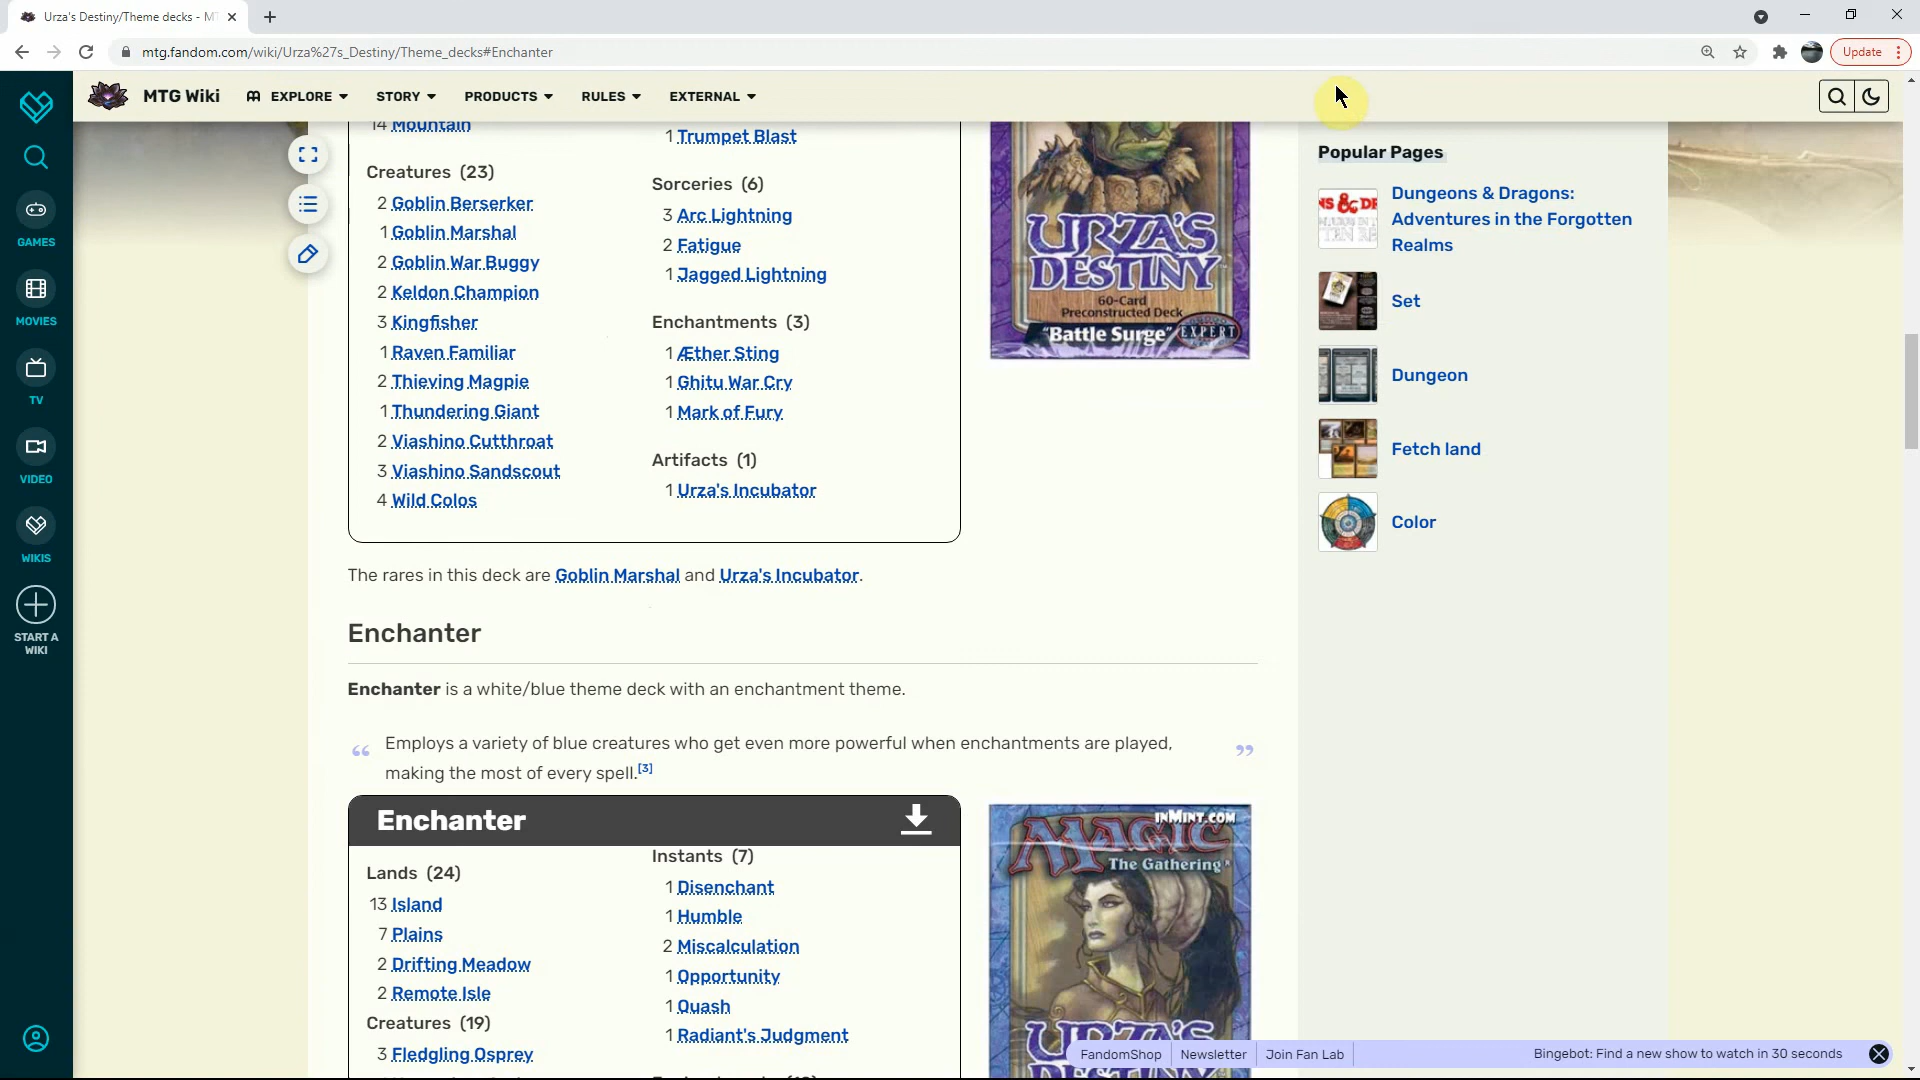 Urza's Destiny/Theme decks - MT
mtg.fandom.com/wiki/Urza%27s_Destiny/Theme_decks#Enchanter
Update
MTG Wiki
EXPLORE
STORY
PRODUCTS
RULES
EXTERNAL
GAMES
MOVIES
TV
VIDEO
WIKIS
START A
WIKI
14 Mountain
Creatures (23)
2 Goblin Berserker
1 Goblin Marshal
2 Goblin War Buggy
2 Keldon Champion
3 Kingfisher
1 Raven Familiar
2 Thieving Magpie
1 Thundering Giant
2 Viashino Cutthroat
3 Viashino Sandscout
4 Wild Colos
1 Trumpet Blast
Sorceries (6)
3 Arc Lightning
2 Fatigue
1 Jagged Lightning
Enchantments (3)
1 Æther Sting
1 Ghitu War Cry
1 Mark of Fury
Artifacts (1)
1 Urza's Incubator
URZA'S
DESTINY
60-Card
Preconstructed Deck
"Battle Surge"
EXPERT
The rares in this deck are Goblin Marshal and Urza's Incubator.
Enchanter
Enchanter is a white/blue theme deck with an enchantment theme.
“ Employs a variety of blue creatures who get even more powerful when enchantments are played, ”
making the most of every spell.[3]
Enchanter
Lands (24)
13 Island
7 Plains
2 Drifting Meadow
2 Remote Isle
Creatures (19)
3 Fledgling Osprey
Instants (7)
1 Disenchant
1 Humble
2 Miscalculation
1 Opportunity
1 Quash
1 Radiant's Judgment
INMINT.COM
MAGIC
The Gathering
URZA'S
Popular Pages
Dungeons & Dragons:
Adventures in the Forgotten
Realms
Set
Dungeon
Fetch land
Color
FandomShop
Newsletter
Join Fan Lab
Bingebot: Find a new show to watch in 30 seconds